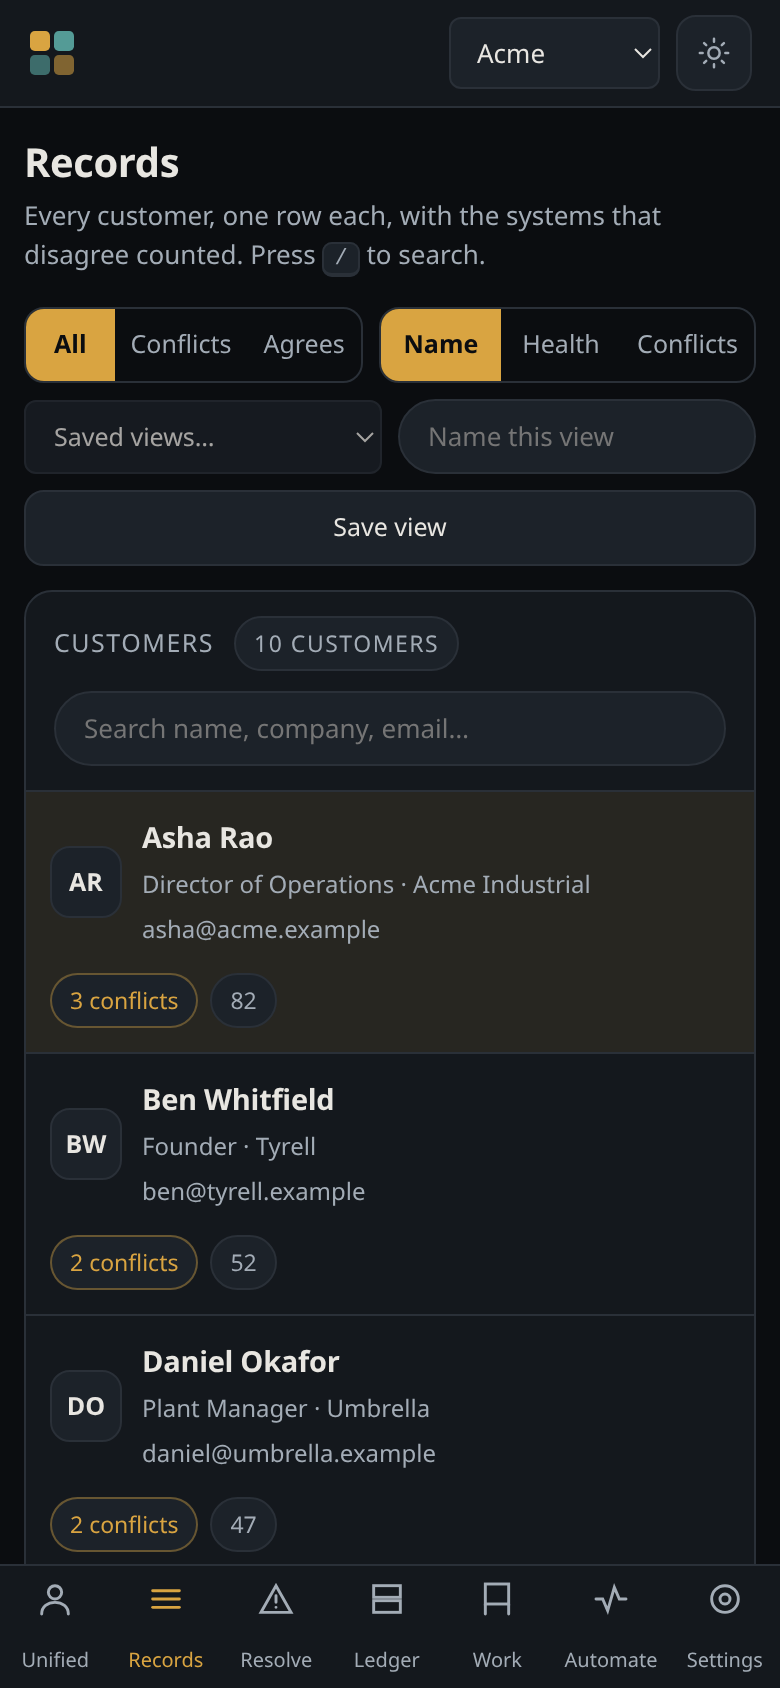 Acme
Records
Every customer, one row each, with the systems that
disagree counted. Press / to search.
All Conflicts Agrees Name Health Conflicts
Saved views... Name this view
Save view
CUSTOMERS 10 CUSTOMERS
Search name, company, email...
Asha Rao
AR
Director of Operations · Acme Industrial
asha@acme.example
3 conflicts 82
Ben Whitfield
BW
Founder · Tyrell
ben@tyrell.example
2 conflicts 52
Daniel Okafor
DO
Plant Manager · Umbrella
daniel@umbrella.example
2 conflicts 47
Unified Records Resolve Ledger Work Automate Settings